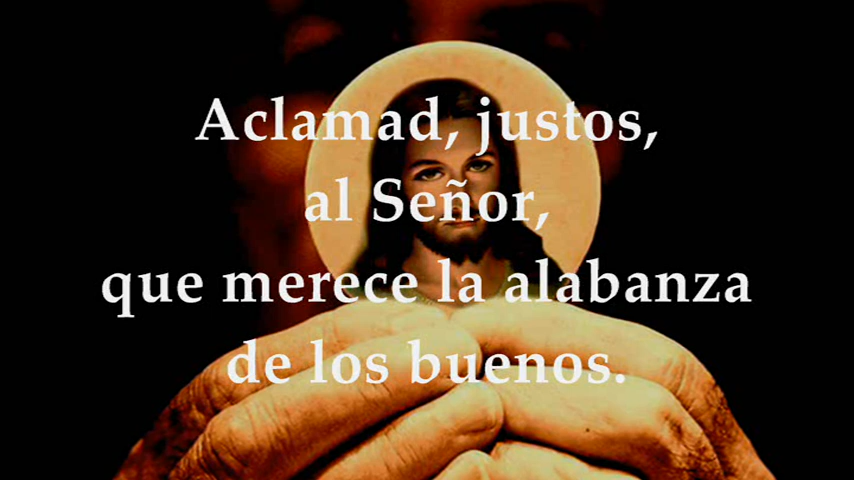 Aclamad, justos,
al Señor,
que merece la alabanza
de los buenos.